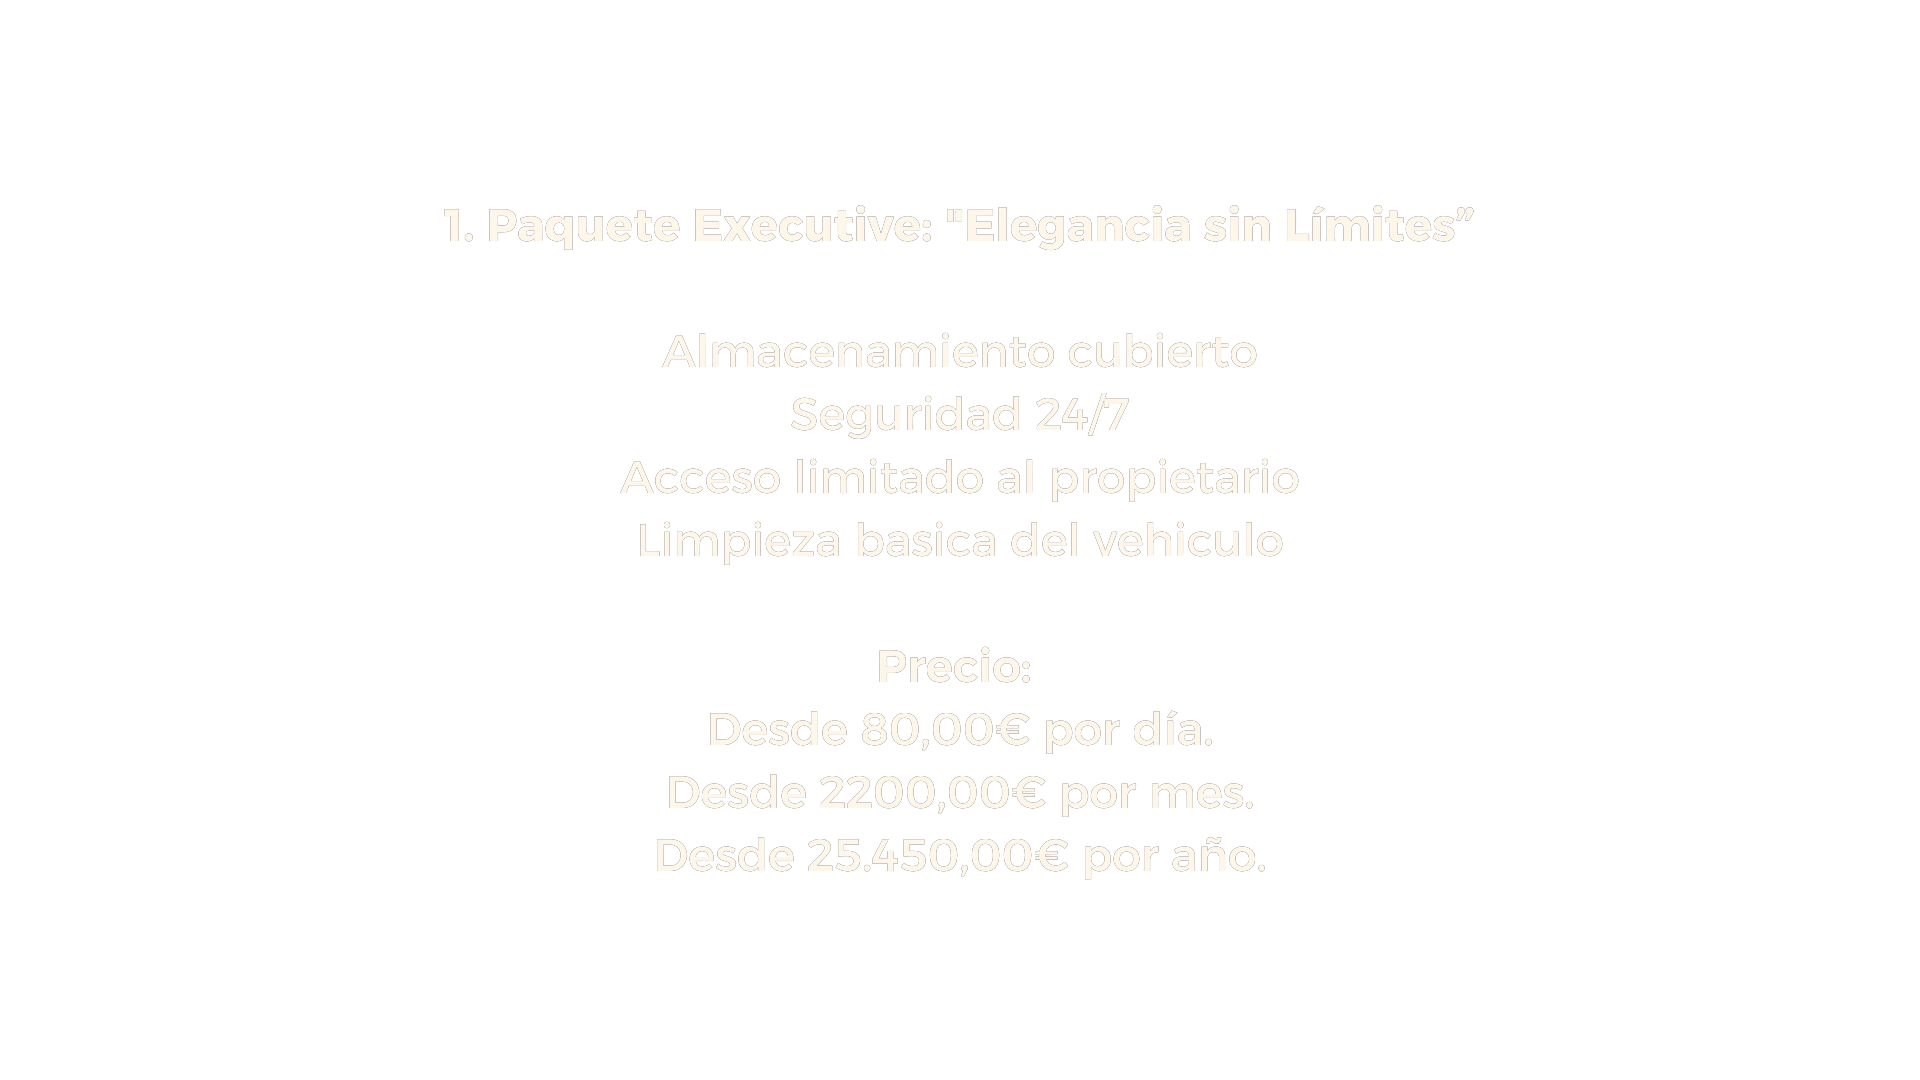 1. Paquete Executive: "Elegancia sin Límites”
Almacenamiento cubierto
Seguridad 24/7
Acceso limitado al propietario
Limpieza basica del vehiculo
Precio:
Desde 80,00€ por día.
Desde 2200,00€ por mes.
Desde 25.450,00€ por año.